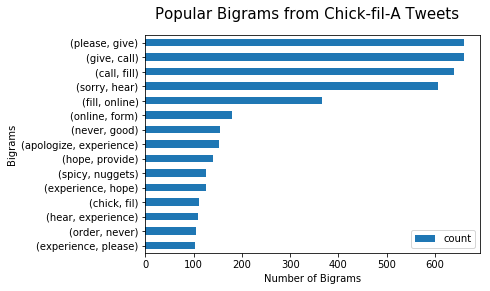 Popular Bigrams from Chick-fil-A Tweets
(please, give)
(give, call)
(call, fill)
(sorry, hear)
(fill, online)
(online, form)
(never, good)
(apologize, experience)
(hope, provide)
(spicy, nuggets)
(experience, hope)
(chick, fil)
(hear, experience)
(order, never)
(experience, please)
Bigrams
count
0 100 200 300 400 500 600
Number of Bigrams